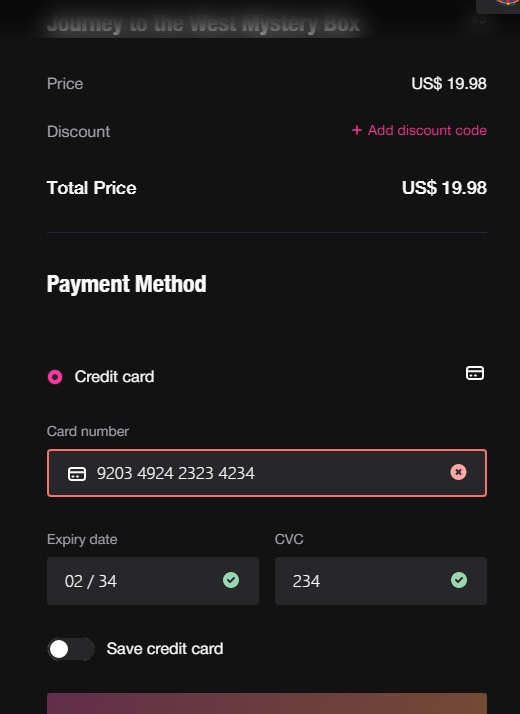 Journey to the West Mystery Box
Price US$ 19.98
Discount + Add discount code
Total Price US$ 19.98
Payment Method
Credit card
Card number
9203 4924 2323 4234
Expiry date CVC
02 / 34 234
Save credit card